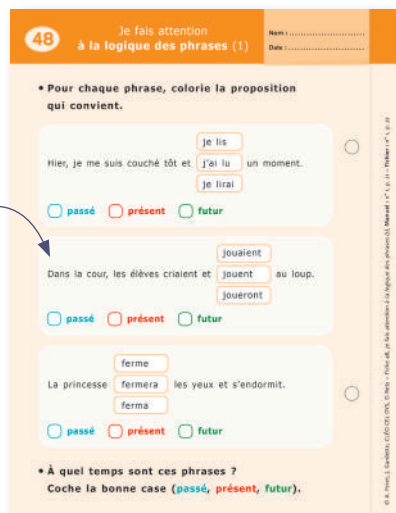 48
Je fais attention
à la logique des phrases (1)
Nom :
Date :
• Pour chaque phrase, colorie la proposition
qui convient.
je lis
Hier, je me suis couché tôt et j'ai lu un moment.
je lirai
passé présent futur
jouaient
Dans la cour, les élèves criaient et jouent au loup.
joueront
passé présent futur
ferme
La princesse fermera les yeux et s'endormit.
ferma
passé présent futur
• À quel temps sont ces phrases ?
Coche la bonne case (passé, présent, futur).